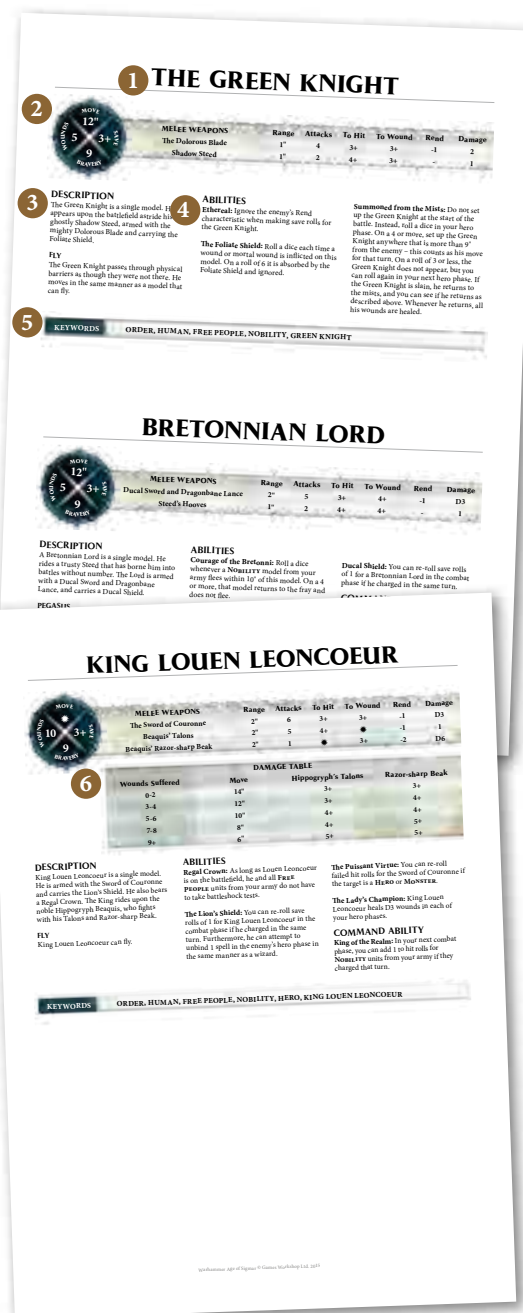 1 THE GREEN KNIGHT
2
MOVE
12"
WOUNDS 5 3+ SAVE
9
BRAVERY
MELEE WEAPONS Range Attacks To Hit To Wound Rend Damage
The Dolorous Blade 1" 4 3+ 3+ -1 2
Shadow Steed 1" 2 4+ 3+ - 1
3 DESCRIPTION
The Green Knight is a single model. He
appears upon the battlefield astride his
ghostly Shadow Steed, armed with the
mighty Dolorous Blade and carrying the
Foliate Shield.
FLY
The Green Knight passes through physical
barriers as though they were not there. He
moves in the same manner as a model that
can fly.
4 ABILITIES
Ethereal: Ignore the enemy's Rend
characteristic when making save rolls for
the Green Knight.
The Foliate Shield: Roll a dice each time a
wound or mortal wound is inflicted on this
model. On a roll of 6 it is absorbed by the
Foliate Shield and ignored.
Summoned from the Mists: Do not set
up the Green Knight at the start of the
battle. Instead, roll a dice in your hero
phase. On a 4 or more, set up the Green
Knight anywhere that is more than 9"
from the enemy – this counts as his move
for that turn. On a roll of 3 or less, the
Green Knight does not appear, but you
can roll again in your next hero phase. If
the Green Knight is slain, he returns to
the mists, and you can see if he returns as
described above. Whenever he returns, all
his wounds are healed.
5 KEYWORDS ORDER, HUMAN, FREE PEOPLE, NOBILITY, GREEN KNIGHT
BRETONNIAN LORD
MOVE
12"
WOUNDS 5 3+ SAVE
9
BRAVERY
MELEE WEAPONS Range Attacks To Hit To Wound Rend Damage
Ducal Sword and Dragonbane Lance 2" 5 3+ 4+ -1 D3
Steed's Hooves 1" 2 4+ 4+ - 1
DESCRIPTION
A Bretonnian Lord is a single model. He
rides a trusty Steed that has borne him into
battles without number. The Lord is armed
with a Ducal Sword and Dragonbane
Lance, and carries a Ducal Shield.
PEGASUS
ABILITIES
Courage of the Bretonni: Roll a dice
whenever a NOBILITY model from your
army flees within 10" of this model. On a 4
or more, that model returns to the fray and
does not flee.
Ducal Shield: You can re-roll save rolls
of 1 for a Bretonnian Lord in the combat
phase if he charged in the same turn.
KING LOUEN LEONCOEUR
MOVE
✹
WOUNDS 10 3+ SAVE
9
BRAVERY
MELEE WEAPONS Range Attacks To Hit To Wound Rend Damage
The Sword of Couronne 2" 6 3+ 3+ .1 D3
Beaquis' Talons 2" 5 4+ ✹ -1 1
Beaquis' Razor-sharp Beak 2" 1 ✹ 3+ -2 D6
6 DAMAGE TABLE
Wounds Suffered Move Hippogryph's Talons Razor-sharp Beak
0-2 14" 3+ 3+
3-4 12" 3+ 4+
5-6 10" 4+ 4+
7-8 8" 4+ 5+
9+ 6" 5+ 5+
DESCRIPTION
King Louen Leoncoeur is a single model.
He is armed with the Sword of Couronne
and carries the Lion's Shield. He also bears
a Regal Crown. The King rides upon the
noble Hippogryph Beaquis, who fights
with his Talons and Razor-sharp Beak.
FLY
King Louen Leoncoeur can fly.
ABILITIES
Regal Crown: As long as Louen Leoncoeur
is on the battlefield, he and all FREE
PEOPLE units from your army do not have
to take battleshock tests.
The Lion's Shield: You can re-roll save
rolls of 1 for King Louen Leoncoeur in the
combat phase if he charged in the same
turn. Furthermore, he can attempt to
unbind 1 spell in the enemy's hero phase in
the same manner as a wizard.
The Puissant Virtue: You can re-roll
failed hit rolls for the Sword of Couronne if
the target is a HERO or MONSTER.
The Lady's Champion: King Louen
Leoncoeur heals D3 wounds in each of
your hero phases.
COMMAND ABILITY
King of the Realm: In your next combat
phase, you can add 1 to hit rolls for
NOBILITY units from your army if they
charged that turn.
KEYWORDS ORDER, HUMAN, FREE PEOPLE, NOBILITY, HERO, KING LOUEN LEONCOEUR
Warhammer: Age of Sigmar © Games Workshop Ltd. 2015